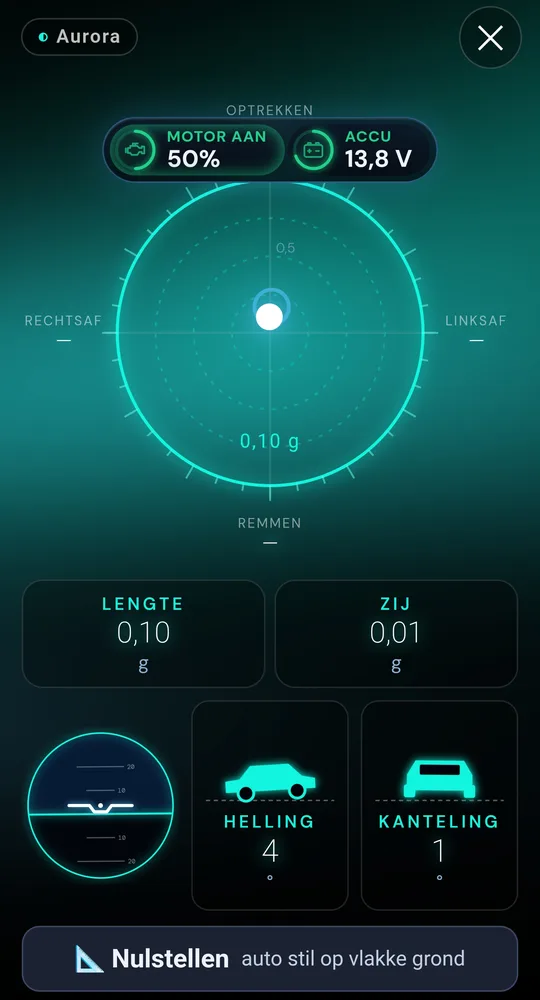 Aurora
OPTREKKEN
MOTOR AAN
50%
ACCU
13,8 V
0.5
RECHTSAF
—
LINKSAF
—
0,10 g
REMMEN
—
LENGTE
0,10
g
ZIJ
0,01
g
20
10
10
20
HELLING
4
°
KANTELING
1
°
Nulstellen auto stil op vlakke grond